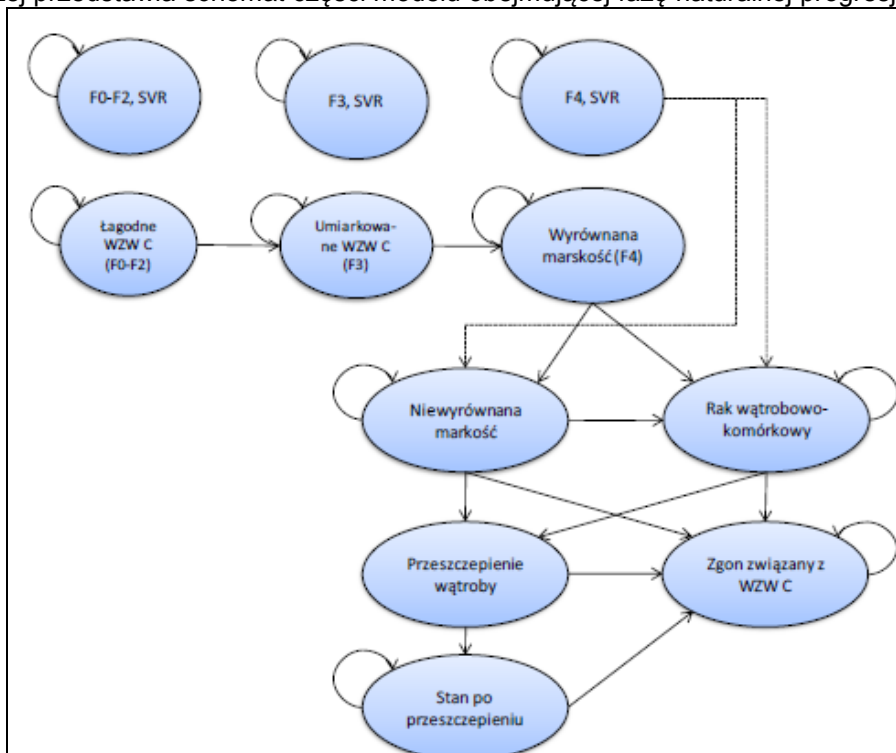 przedstawia schemat części modelu obejmującej fazę naturalnej
F0-F2, SVR
F3, SVR
F4, SVR
Łagodne
WZW C
(F0-F2)
Umiarkowa-
ne WZW C
(F3)
Wyrównana
marskość (F4)
Niewyrównana
markość
Rak wątrobowo-
komórkowy
Przeszczepienie
wątroby
Zgon związany z
WZW C
Stan po
przeszczepieniu